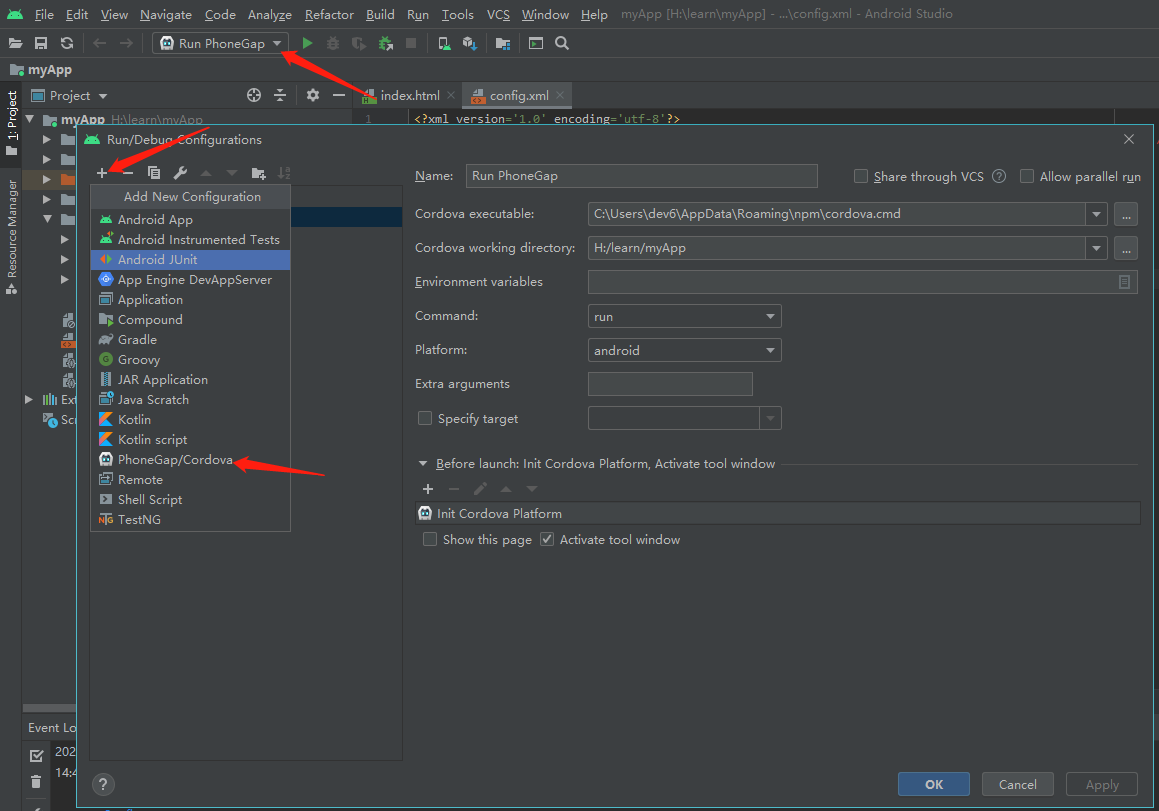 File Edit View Navigate Code Analyze Refactor Build Run Tools VCS Window Help myApp [H:\learn\myApp] - ...\config.xml - Android Studio
Run PhoneGap
myApp
Project
index.html
config.xml
1: Project
Resource Manager
myApp H:\learn\myApp
1
<?xml version='1.0' encoding='utf-8'?>
Run/Debug Configurations
Add New Configuration
Android App
Android Instrumented Tests
Android JUnit
App Engine DevAppServer
Application
Compound
Gradle
Groovy
JAR Application
Java Scratch
Kotlin
Kotlin script
PhoneGap/Cordova
Remote
Shell Script
TestNG
Name: Run PhoneGap
Share through VCS ?
Allow parallel run
Cordova executable: C:\Users\dev6\AppData\Roaming\npm\cordova.cmd ...
Cordova working directory: H:/learn/myApp ...
Environment variables
Command: run
Platform: android
Extra arguments
Specify target
Before launch: Init Cordova Platform, Activate tool window
Init Cordova Platform
Show this page
Activate tool window
Ext
Scr
Event Lo
202
14:4
?
OK
Cancel
Apply